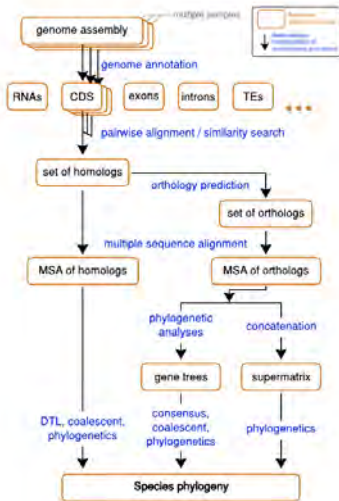 multiple samples
genome assembly
genome annotation
RNAs CDS exons introns TEs
pairwise alignment / similarity search
set of homologs
orthology prediction
set of orthologs
multiple sequence alignment
MSA of homologs MSA of orthologs
phylogenetic
analyses
concatenation
gene trees supermatrix
DTL, coalescent,
phylogenetics
consensus,
coalescent,
phylogenetics
phylogenetics
Species phylogeny